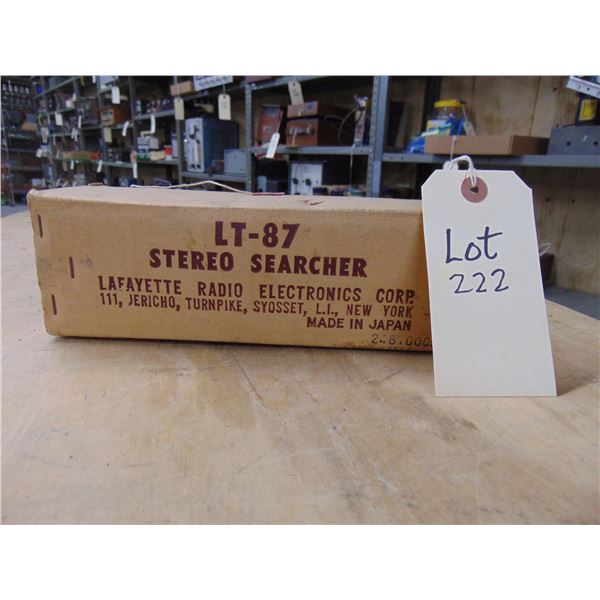 LT-87
STEREO SEARCHER
LAFAYETTE RADIO ELECTRONICS CORP.
111, JERICHO, TURNPIKE, SYOSSET, L.I., NEW YORK
MADE IN JAPAN
Lot
222